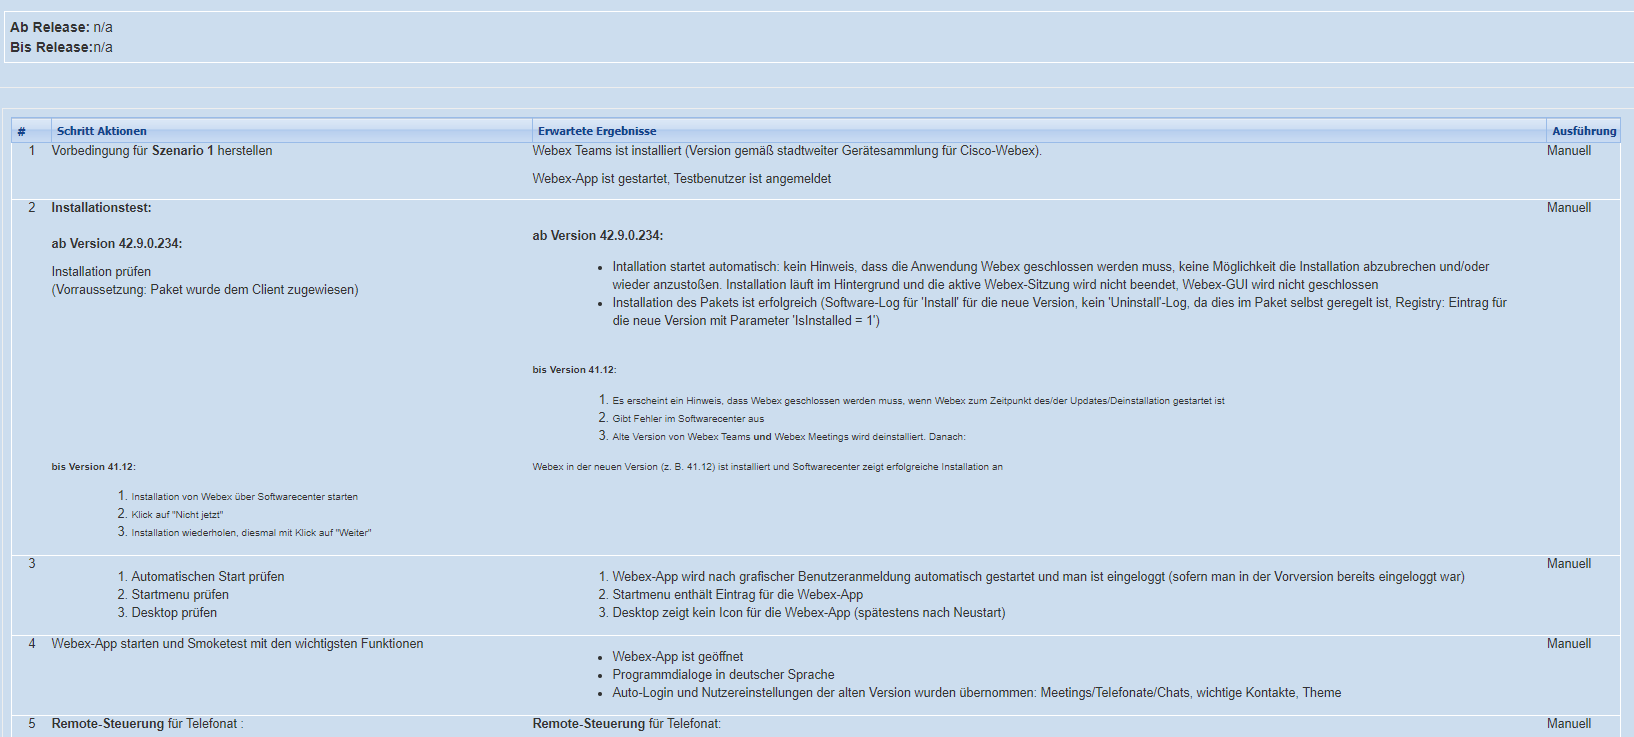 Ab Release: n/a
Bis Release:n/a
# Schritt Aktionen Erwartete Ergebnisse Ausführung
1 Vorbedingung für Szenario 1 herstellen Webex Teams ist installiert (Version gemäß stadtweiter Gerätesammlung für Cisco-Webex). Manuell
Webex-App ist gestartet, Testbenutzer ist angemeldet
2 Installationstest: Manuell
ab Version 42.9.0.234:
Installation prüfen
(Vorraussetzung: Paket wurde dem Client zugewiesen)
bis Version 41.12:
1. Installation von Webex über Softwarecenter starten
2. Klick auf "Nicht jetzt"
3. Installation wiederholen, diesmal mit Klick auf "Weiter"
ab Version 42.9.0.234:
• Intallation startet automatisch: kein Hinweis, dass die Anwendung Webex geschlossen werden muss, keine Möglichkeit die Installation abzubrechen und/oder
wieder anzustoßen. Installation läuft im Hintergrund und die aktive Webex-Sitzung wird nicht beendet, Webex-GUI wird nicht geschlossen
• Installation des Pakets ist erfolgreich (Software-Log für 'Install' für die neue Version, kein 'Uninstall'-Log, da dies im Paket selbst geregelt ist, Registry: Eintrag für
die neue Version mit Parameter 'IsInstalled = 1')
bis Version 41.12:
1. Es erscheint ein Hinweis, dass Webex geschlossen werden muss, wenn Webex zum Zeitpunkt des/der Updates/Deinstallation gestartet ist
2. Gibt Fehler im Softwarecenter aus
3. Alte Version von Webex Teams und Webex Meetings wird deinstalliert. Danach:
Webex in der neuen Version (z. B. 41.12) ist installiert und Softwarecenter zeigt erfolgreiche Installation an
3 Manuell
1. Automatischen Start prüfen
2. Startmenu prüfen
3. Desktop prüfen
1. Webex-App wird nach grafischer Benutzeranmeldung automatisch gestartet und man ist eingeloggt (sofern man in der Vorversion bereits eingeloggt war)
2. Startmenu enthält Eintrag für die Webex-App
3. Desktop zeigt kein Icon für die Webex-App (spätestens nach Neustart)
4 Webex-App starten und Smoketest mit den wichtigsten Funktionen Manuell
• Webex-App ist geöffnet
• Programmdialoge in deutscher Sprache
• Auto-Login und Nutzereinstellungen der alten Version wurden übernommen: Meetings/Telefonate/Chats, wichtige Kontakte, Theme
5 Remote-Steuerung für Telefonat : Remote-Steuerung für Telefonat: Manuell